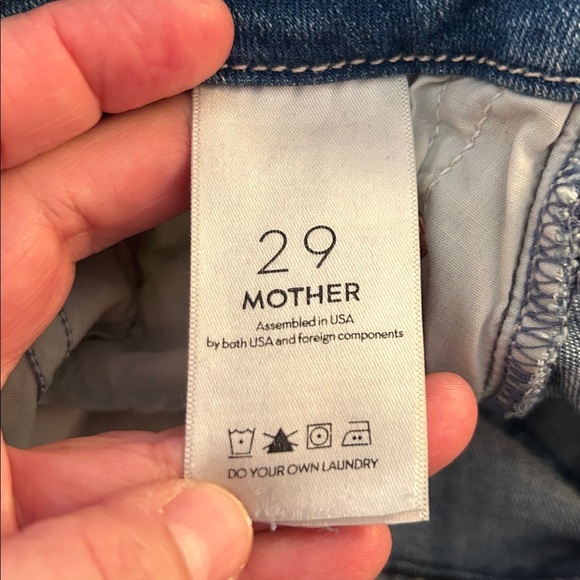 29
MOTHER
Assembled in USA
by both USA and foreign components
DO YOUR OWN LAUNDRY